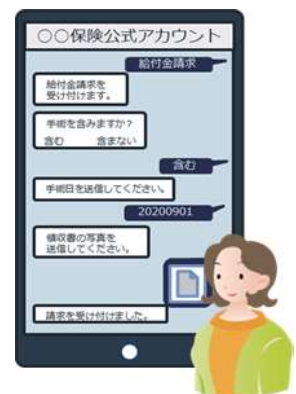 ○○保険公式アカウント
給付金請求
給付金請求を
受け付けます。
手術を含みますか？
含む　　含まない
含む
手術日を送信してください。
20200901
領収書の写真を
送信してください。
請求を受け付けました。